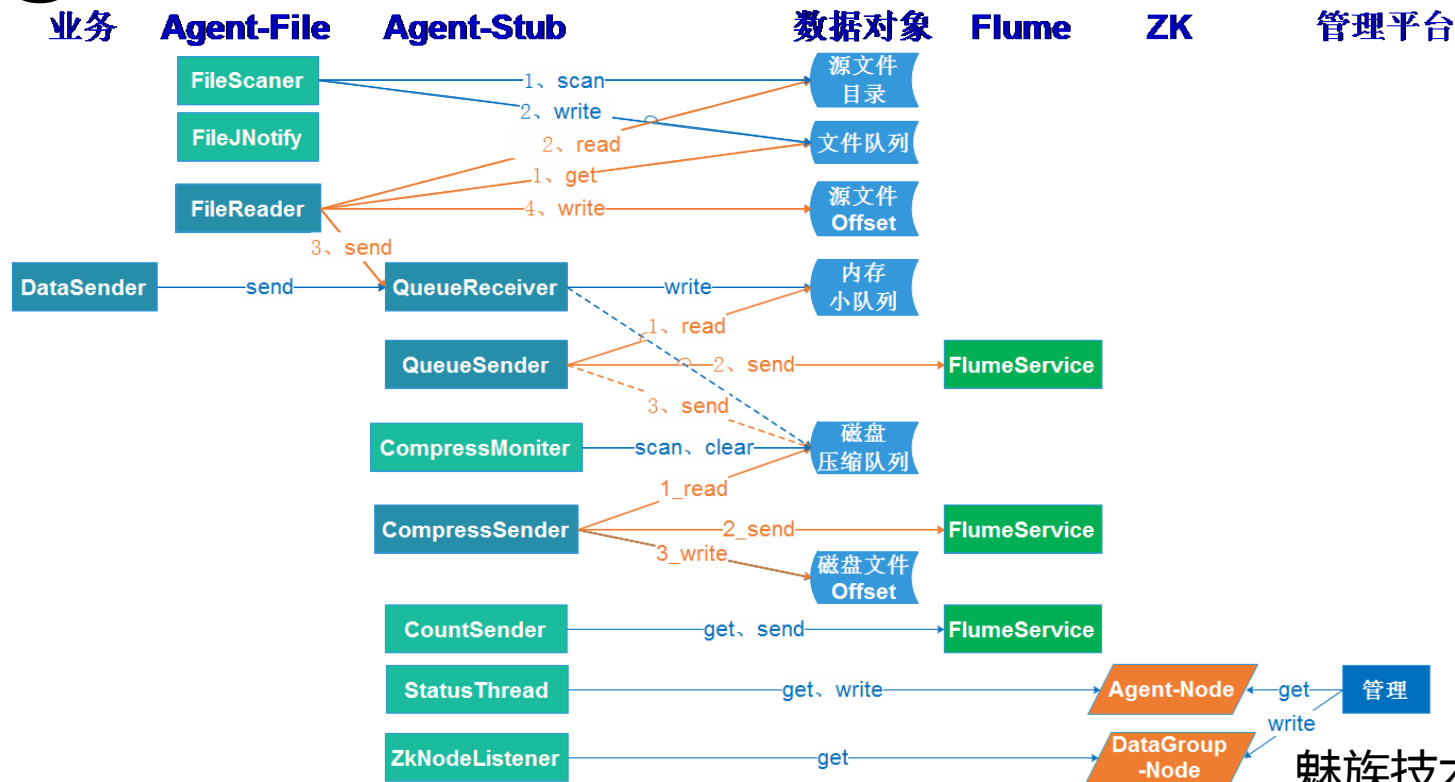 业务 Agent-File Agent-Stub 数据对象 Flume ZK 管理平台
FileScaner
1、scan
源文件
目录
2、write
FileJNotify
2、read
文件队列
1、get
FileReader
4、write
源文件
Offset
3、send
DataSender
send
QueueReceiver
write
内存
小队列
1、read
QueueSender
2、send
FlumeService
3、send
CompressMoniter
scan、clear
磁盘
压缩队列
1_read
CompressSender
2_send
FlumeService
3_write
磁盘文件
Offset
CountSender
get、send
FlumeService
StatusThread
get、write
Agent-Node
get
管理
write
ZkNodeListener
get
DataGroup
-Node
魅族技